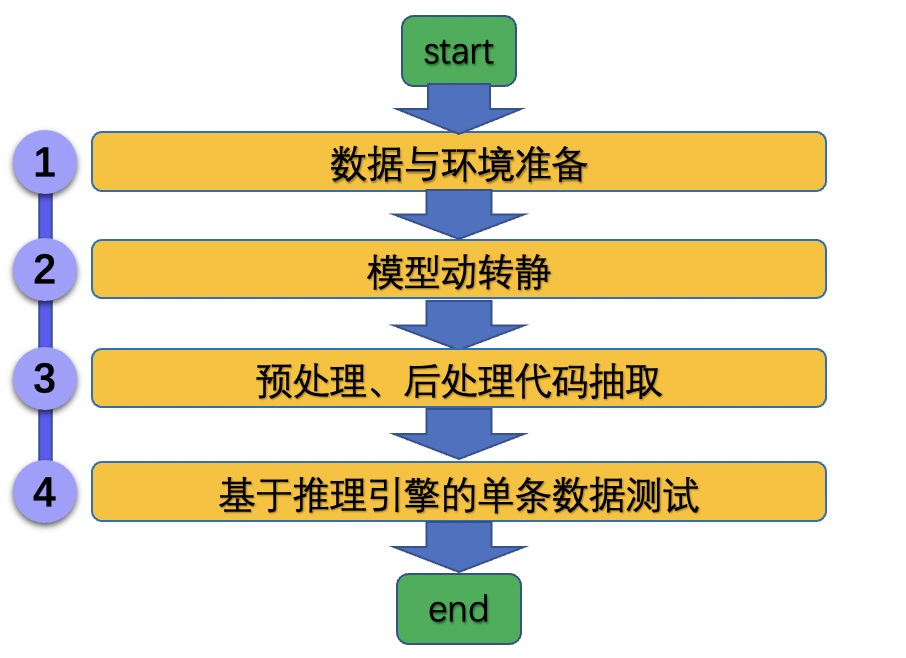 start
1
数据与环境准备
2
模型动转静
3
预处理、后处理代码抽取
4
基于推理引擎的单条数据测试
end